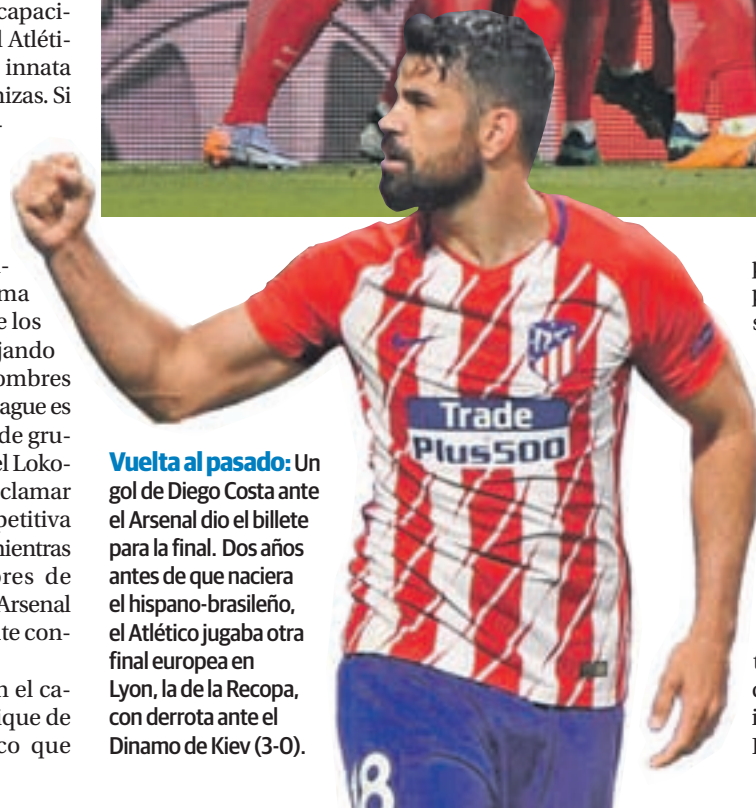 capaci-
l Atléti-
innata
nizas. Si
-
ma
e los
jando
ombres
ague es
de gru-
el Loko-
clamar
petitiva
mientras
res de
Arsenal
te con-
n el ca-
ique de
co que
Vuelta al pasado: Un
gol de Diego Costa ante
el Arsenal dio el billete
para la final. Dos años
antes de que naciera
el hispano-brasileño,
el Atlético jugaba otra
final europea en
Lyon, la de la Recopa,
con derrota ante el
Dinamo de Kiev (3-0).
Trade
Plus500
8